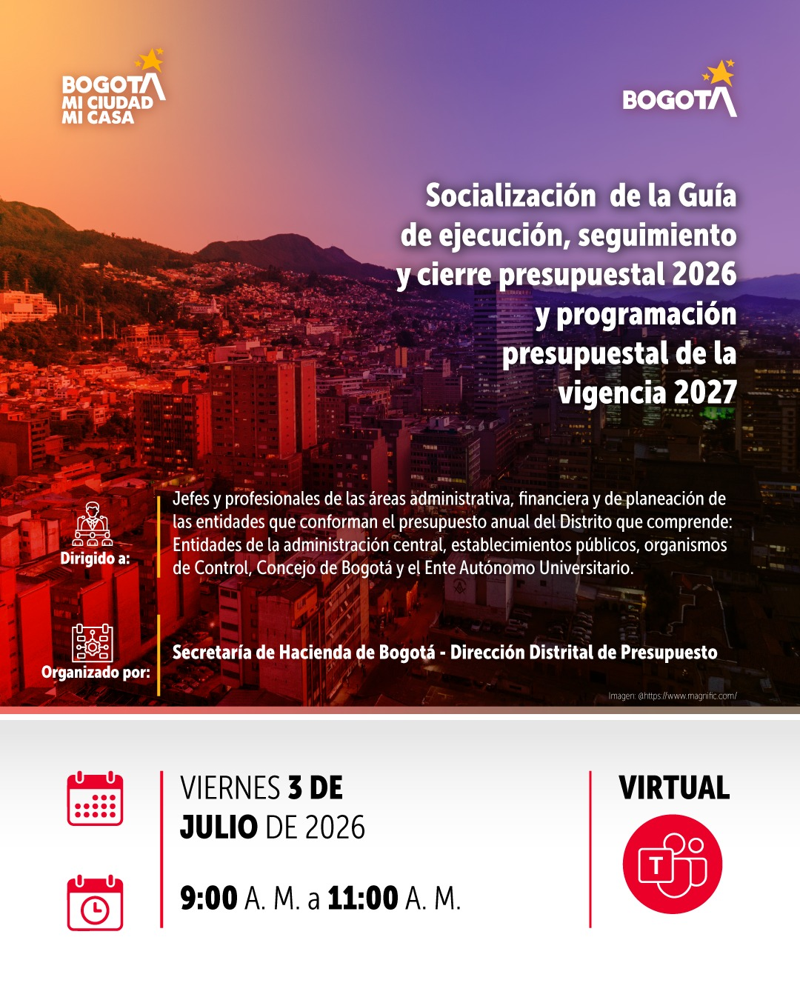 BOGOTÁ
MI CIUDAD
MI CASA
BOGOTÁ
Socialización de la Guía
de ejecución, seguimiento
y cierre presupuestal 2026
y programación
presupuestal de la
vigencia 2027
Dirigido a:
Jefes y profesionales de las áreas administrativa, financiera y de planeación de
las entidades que conforman el presupuesto anual del Distrito que comprende:
Entidades de la administración central, establecimientos públicos, organismos
de Control, Concejo de Bogotá y el Ente Autónomo Universitario.
Organizado por:
Secretaría de Hacienda de Bogotá - Dirección Distrital de Presupuesto
Imagen: @https://www.magnific.com/
VIERNES 3 DE
JULIO DE 2026
9:00 A. M. a 11:00 A. M.
VIRTUAL
T